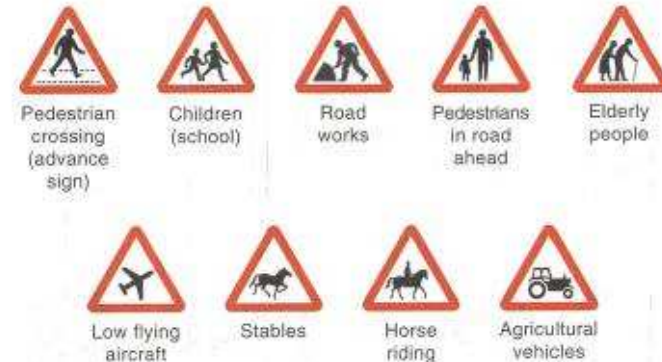 Pedestrian
crossing
(advance
sign)
Children
(school)
Road
works
Pedestrians
in road
ahead
Elderly
people
Low flying
aircraft
Stables
Horse
riding
Agricultural
vehicles